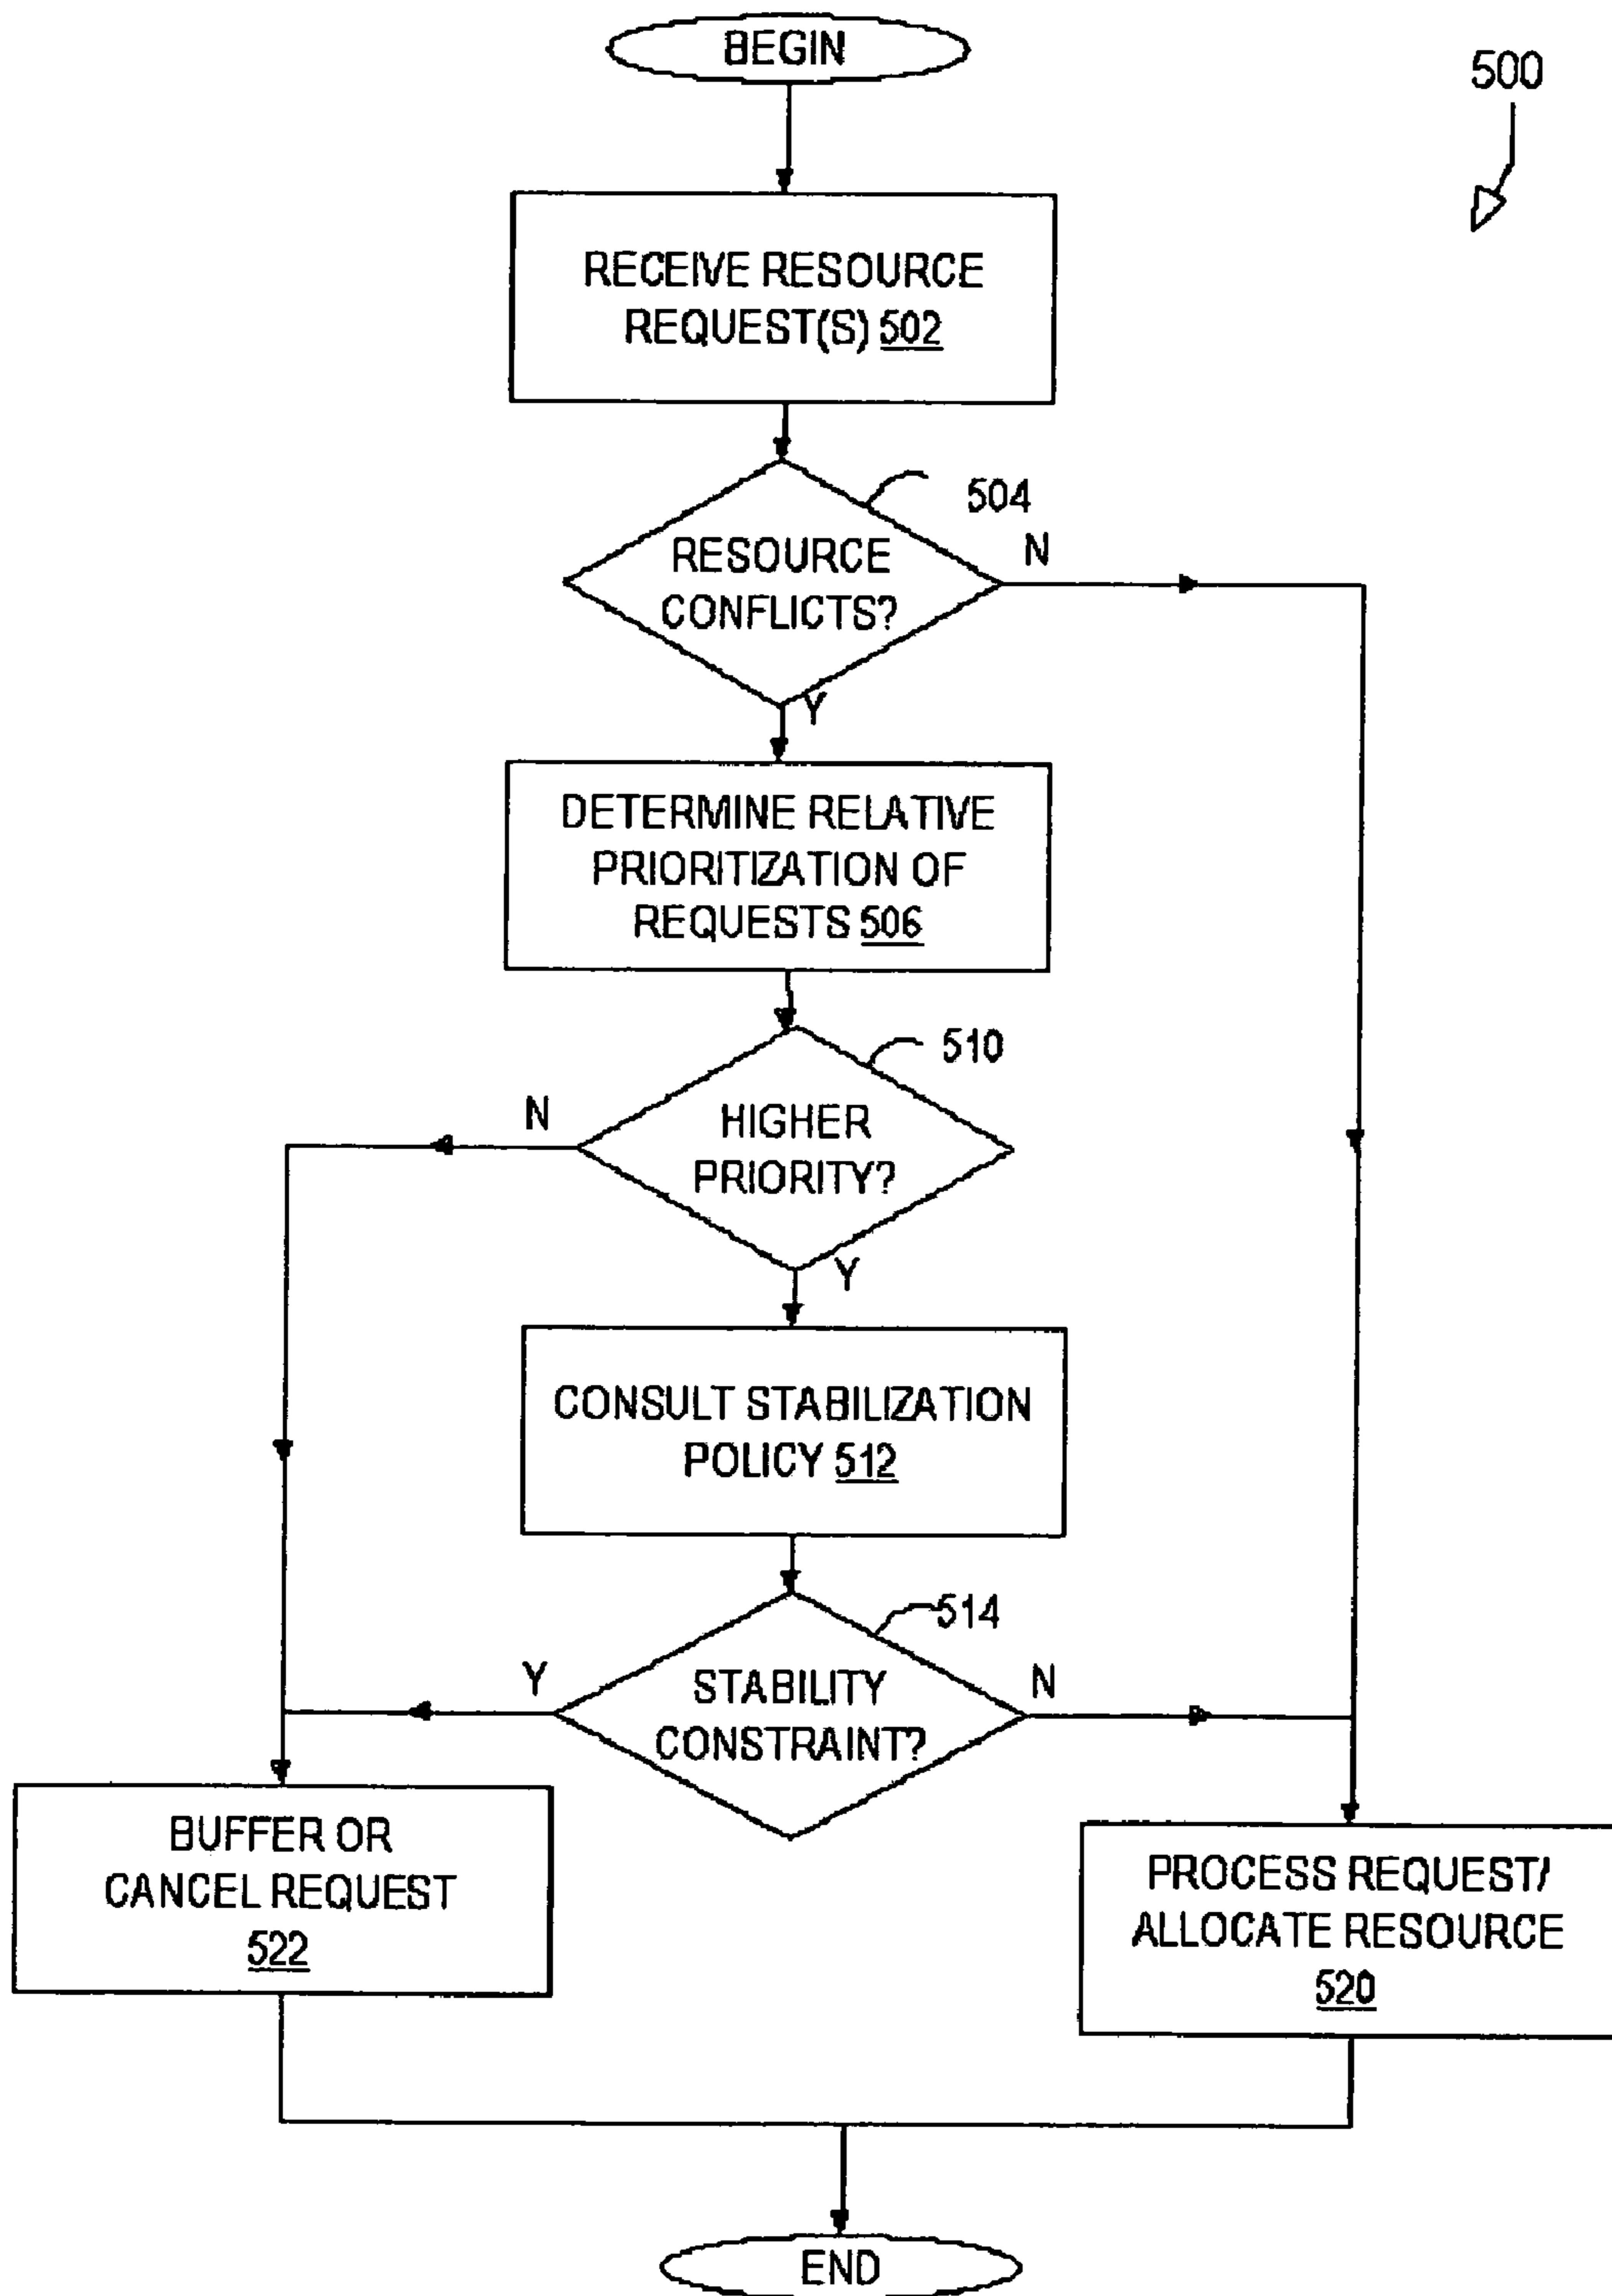 BEGIN
500
RECEIVE RESOURCE
REQUEST(S) 502
504
RESOURCE
CONFLICTS?
N
Y
DETERMINE RELATIVE
PRIORITIZATION OF
REQUESTS 506
510
HIGHER
PRIORITY?
N
Y
CONSULT STABILIZATION
POLICY 512
514
STABILITY
CONSTRAINT?
Y
N
BUFFER OR
CANCEL REQUEST
522
PROCESS REQUEST/
ALLOCATE RESOURCE
520
END